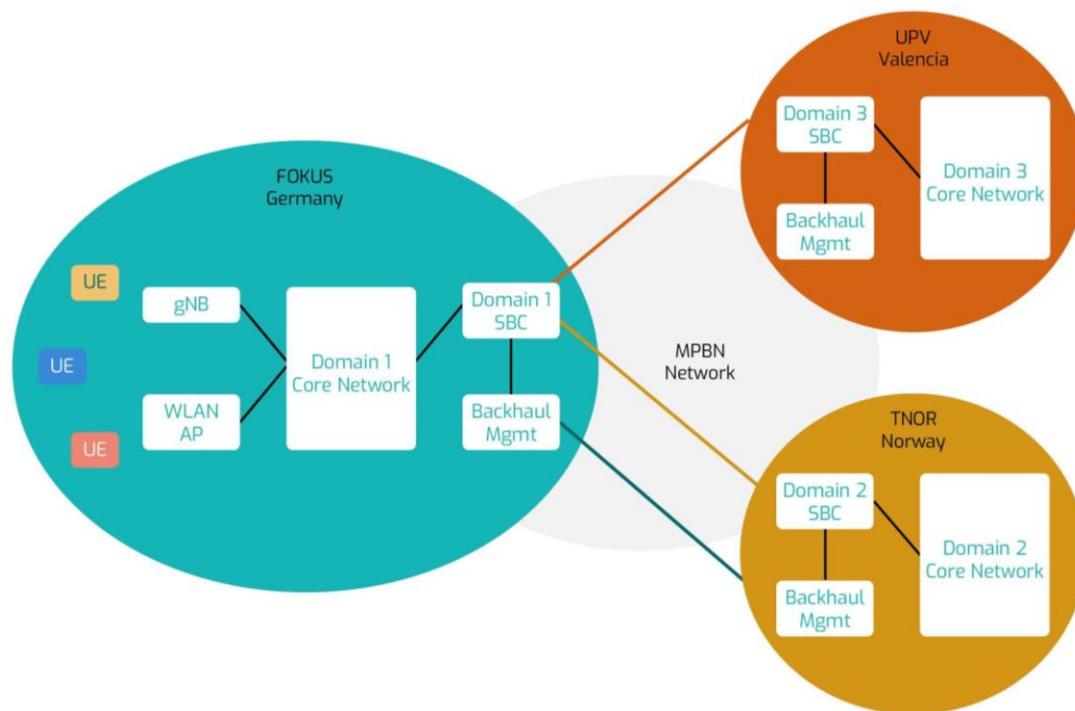 UPV
Valencia
Domain 3
SBC
Domain 3
Core Network
Backhaul
Mgmt
FOKUS
Germany
UE
gNB
UE
WLAN
AP
UE
Domain 1
Core Network
Domain 1
SBC
Backhaul
Mgmt
MPBN
Network
TNOR
Norway
Domain 2
SBC
Domain 2
Core Network
Backhaul
Mgmt